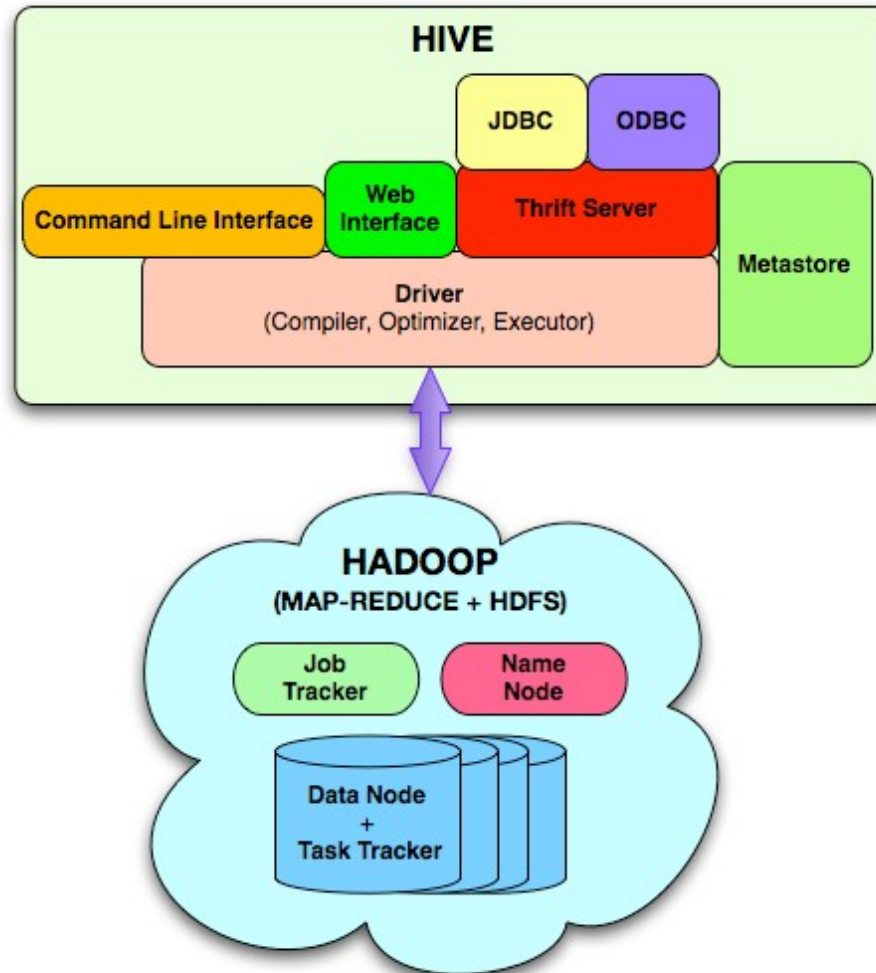 HIVE
JDBC
ODBC
Command Line Interface
Web
Interface
Thrift Server
Metastore
Driver
(Compiler, Optimizer, Executor)
HADOOP
(MAP-REDUCE + HDFS)
Job
Tracker
Name
Node
Data Node
+
Task Tracker